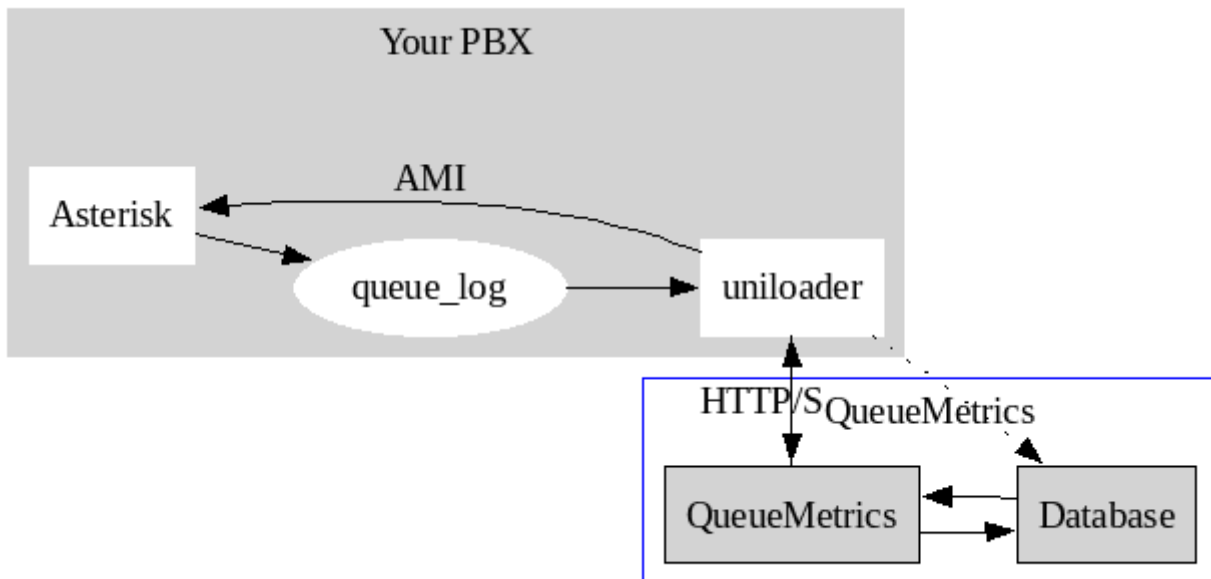 Your PBX
AMI
Asterisk
queue_log
uniloader
HTTP/S
QueueMetrics
QueueMetrics
Database